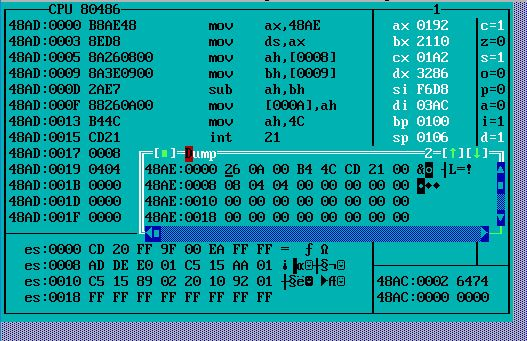 CPU 80486 1
48AD:0000 B8AE48 mov ax,48AE ax 0192 c=1
48AD:0003 8ED8 mov ds,ax bx 2110 z=0
48AD:0005 8A260800 mov ah,[0008] cx 01A2 s=1
48AD:0009 8A3E0900 mov bh,[0009] dx 3286 o=0
48AD:000D 2AE7 sub ah,bh si F6D8 p=0
48AD:000F 88260A00 mov [000A],ah di 03AC a=0
48AD:0013 B44C mov ah,4C bp 0100 i=1
48AD:0015 CD21 int 21 sp 0106 d=1
48AD:0017 0008 [■]=Dump 2=[↑][↓]
48AD:0019 0404 48AE:0000 26 0A 00 B4 4C CD 21 00 &◙ ┤L=!
48AD:001B 0000 48AE:0008 08 04 04 00 00 00 00 00 ◘♦♦
48AD:001D 0000 48AE:0010 00 00 00 00 00 00 00 00
48AD:001F 0000 48AE:0018 00 00 00 00 00 00 00 00
es:0000 CD 20 FF 9F 00 EA FF FF = ƒ Ω
es:0008 AD DE E0 01 C5 15 AA 01 ¡▐α☺┼§¬☺ 48AC:0002 6474
es:0010 C5 15 89 02 20 10 92 01 ┼§ë☻ ►Æ☺ 48AC:0000 0000
es:0018 FF FF FF FF FF FF FF FF